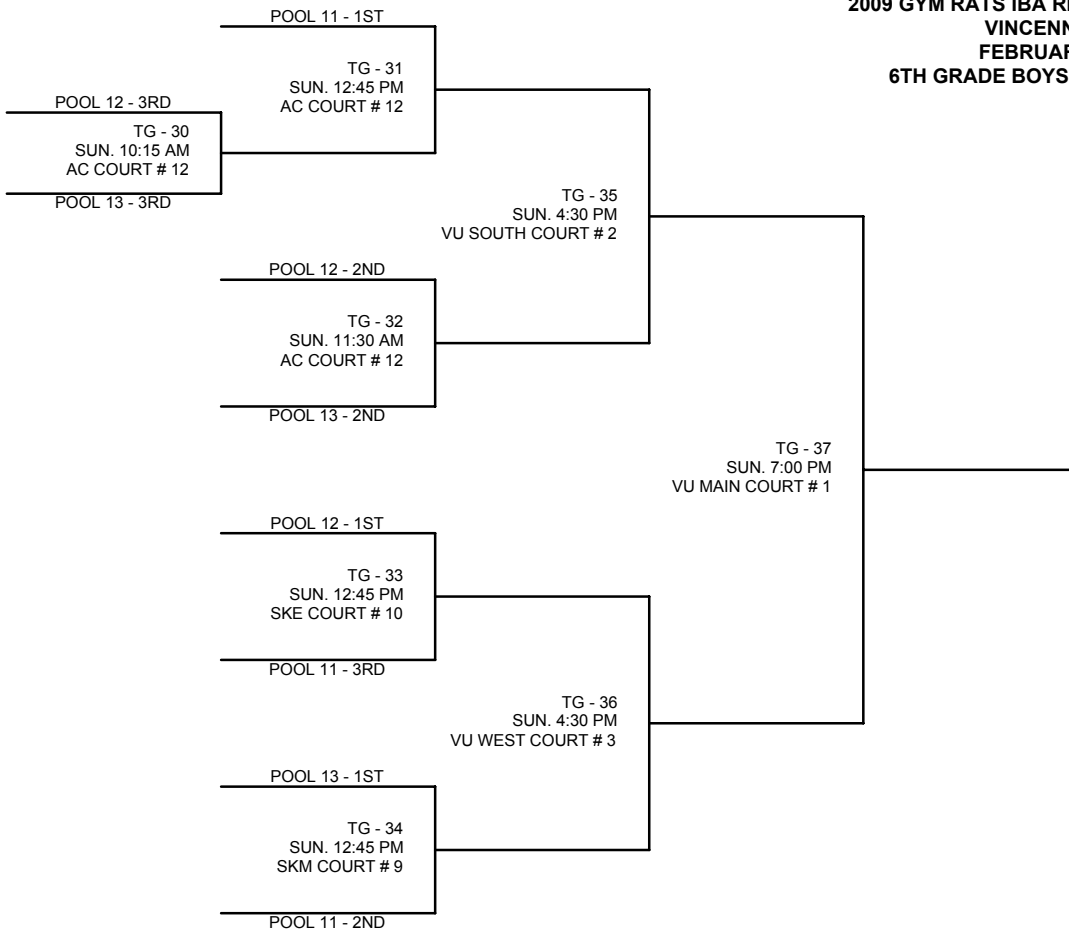 2009 GYM RATS IBA
VINCENN
FEBRUAR
6TH GRADE BOYS
POOL 11 - 1ST
TG - 31
SUN. 12:45 PM
AC COURT # 12
POOL 12 - 3RD
TG - 30
SUN. 10:15 AM
AC COURT # 12
POOL 13 - 3RD
TG - 35
SUN. 4:30 PM
VU SOUTH COURT # 2
POOL 12 - 2ND
TG - 32
SUN. 11:30 AM
AC COURT # 12
POOL 13 - 2ND
TG - 37
SUN. 7:00 PM
VU MAIN COURT # 1
POOL 12 - 1ST
TG - 33
SUN. 12:45 PM
SKE COURT # 10
POOL 11 - 3RD
TG - 36
SUN. 4:30 PM
VU WEST COURT # 3
POOL 13 - 1ST
TG - 34
SUN. 12:45 PM
SKM COURT # 9
POOL 11 - 2ND